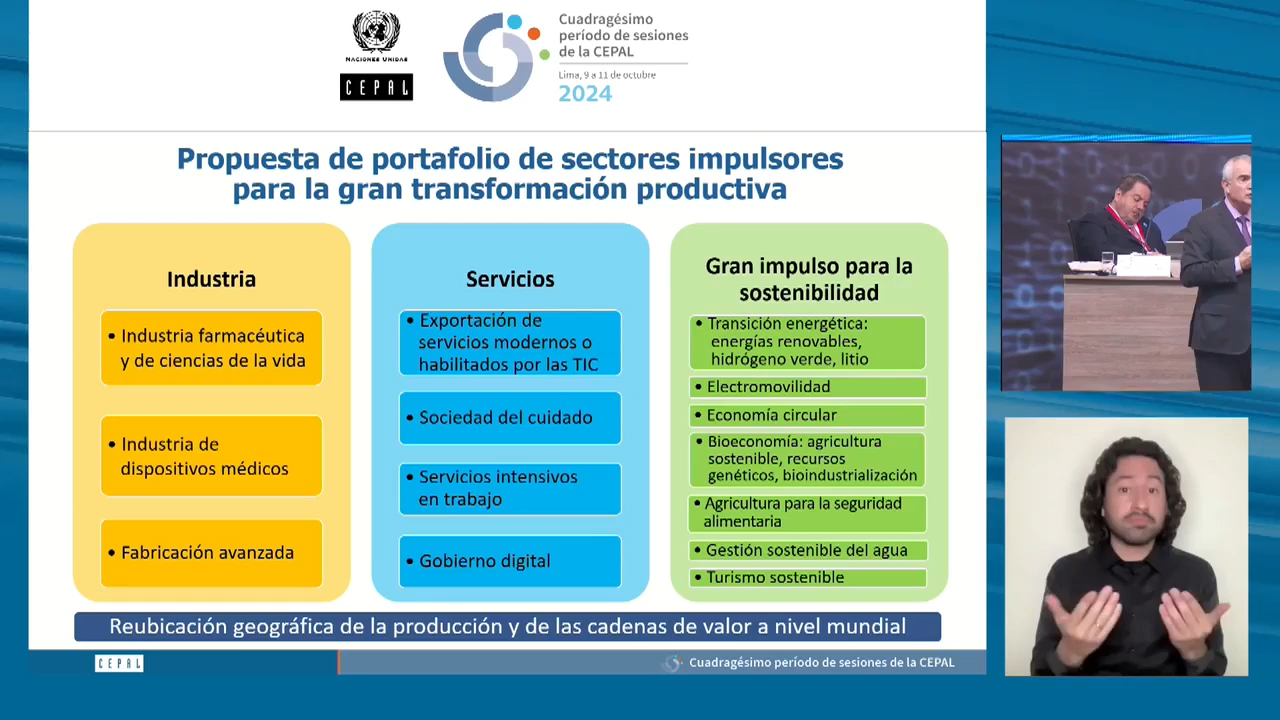 NACIONES UNIDAS
CEPAL
Cuadragésimo
período de sesiones
de la CEPAL
Lima, 9 a 11 de octubre
2024
Propuesta de portafolio de sectores impulsores
para la gran transformación productiva
Industria
• Industria farmacéutica
y de ciencias de la vida
• Industria de
dispositivos médicos
• Fabricación avanzada
Servicios
• Exportación de
servicios modernos o
habilitados por las TIC
• Sociedad del cuidado
• Servicios intensivos
en trabajo
• Gobierno digital
Gran impulso para la
sostenibilidad
• Transición energética:
energías renovables,
hidrógeno verde, litio
• Electromovilidad
• Economía circular
• Bioeconomía: agricultura
sostenible, recursos
genéticos, bioindustrialización
• Agricultura para la seguridad
alimentaria
• Gestión sostenible del agua
• Turismo sostenible
Reubicación geográfica de la producción y de las cadenas de valor a nivel mundial
CEPAL
Cuadragésimo período de sesiones de la CEPAL